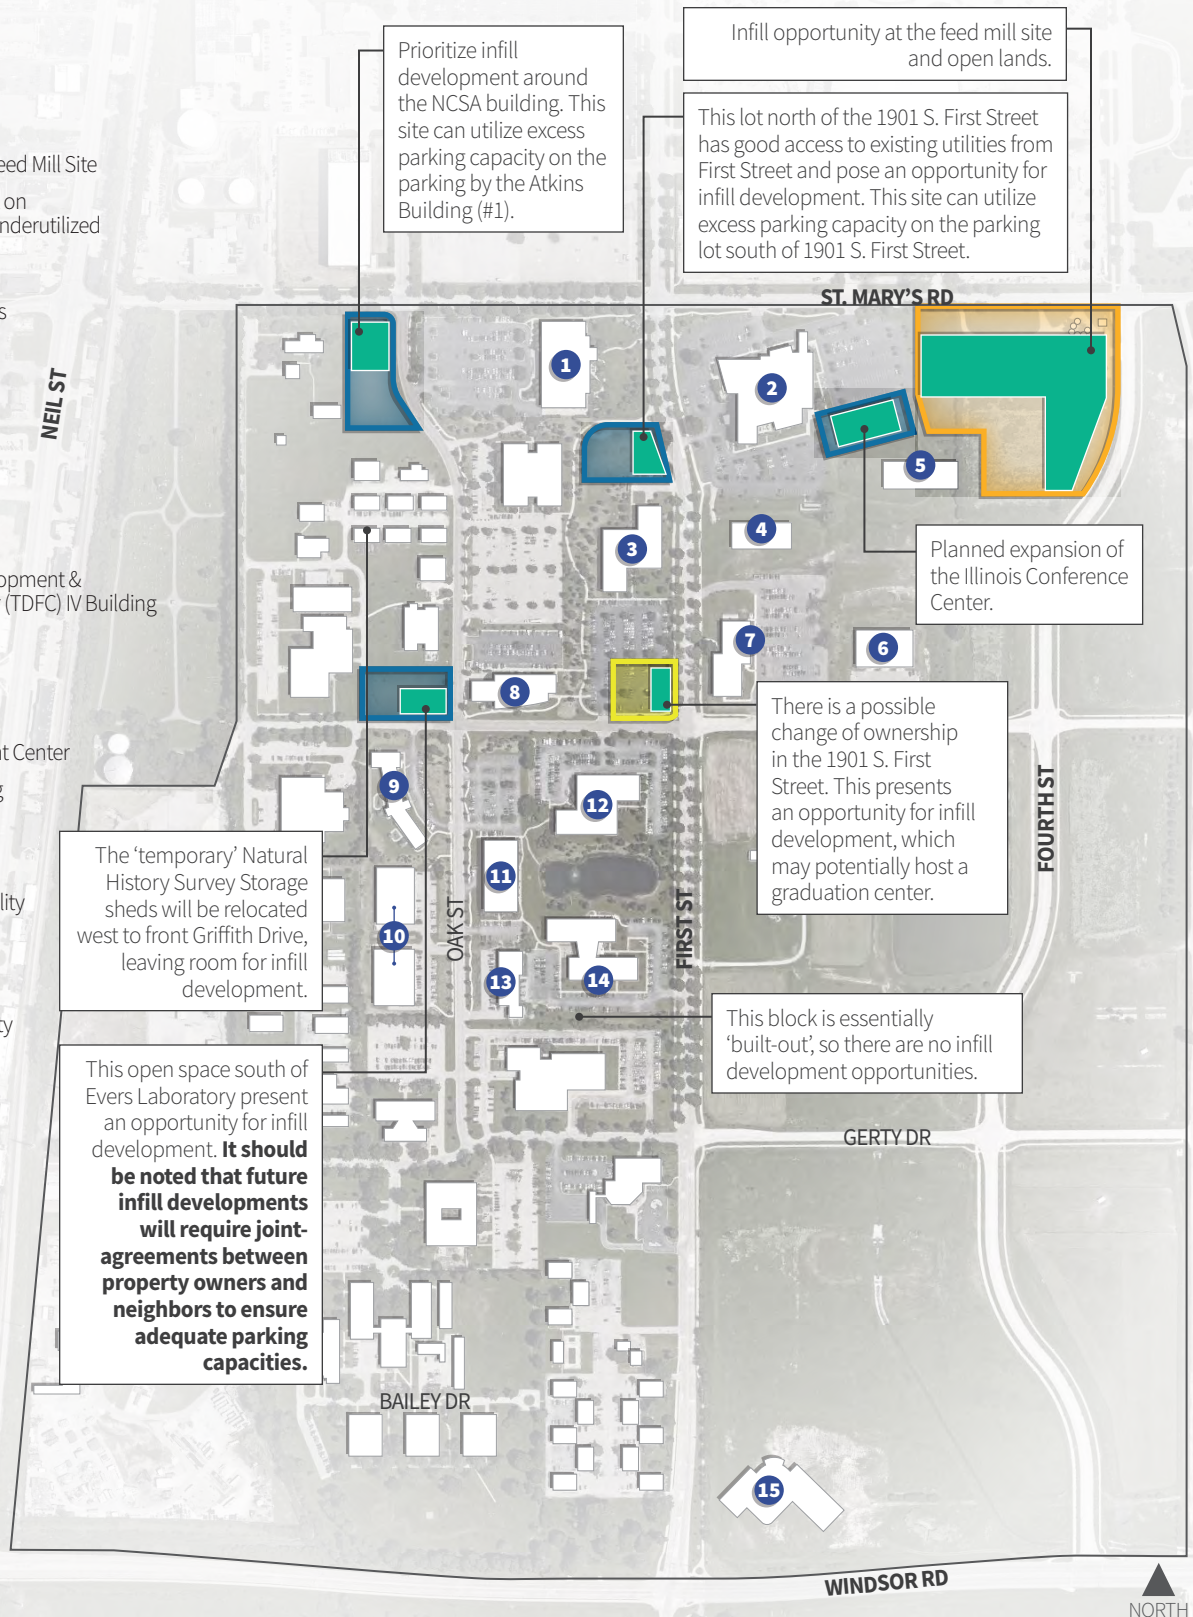 Prioritize infill
development around
the NCSA building. This
site can utilize excess
parking capacity on the
parking by the Atkins
Building (#1).
Infill opportunity at the feed mill site
and open lands.
This lot north of the 1901 S. First Street
has good access to existing utilities from
First Street and pose an opportunity for
infill development. This site can utilize
excess parking capacity on the parking
lot south of 1901 S. First Street.
eed Mill Site
on
nderutilized
s
ST. MARY'S RD
NEIL ST
1
2
5
3
4
Planned expansion of
the Illinois Conference
Center.
opment &
(TDFC) IV Building
7
6
8
There is a possible
change of ownership
in the 1901 S. First
Street. This presents
an opportunity for infill
development, which
may potentially host a
graduation center.
t Center
g
9
12
FOURTH ST
The ‘temporary’ Natural
History Survey Storage
sheds will be relocated
west to front Griffith Drive,
leaving room for infill
development.
11
lity
10
OAK ST
FIRST ST
13
14
This block is essentially
‘built-out’, so there are no infill
development opportunities.
ty
This open space south of
Evers Laboratory present
an opportunity for infill
development. It should
be noted that future
infill developments
will require joint-
agreements between
property owners and
neighbors to ensure
adequate parking
capacities.
GERTY DR
BAILEY DR
15
WINDSOR RD
NORTH